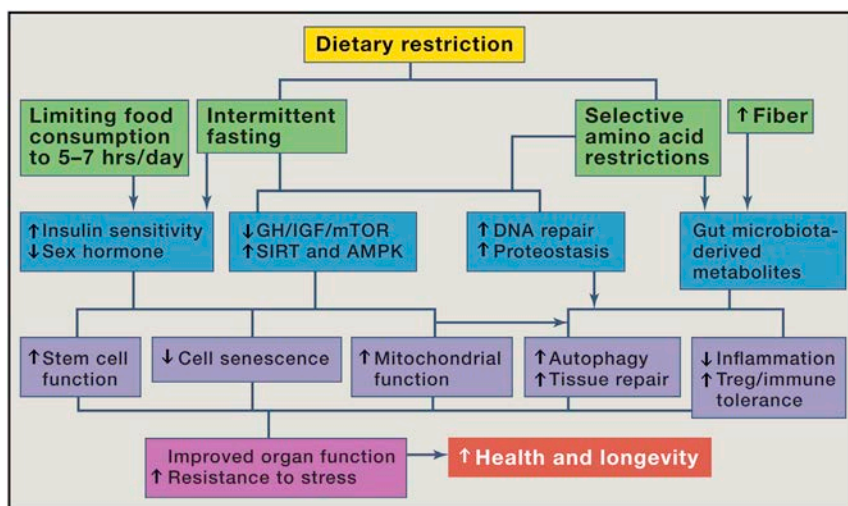 Dietary restriction
Limiting food
consumption
to 5–7 hrs/day
Intermittent
fasting
Selective
amino acid
restrictions
↑ Fiber
↑ Insulin sensitivity
↓ Sex hormone
↓ GH/IGF/mTOR
↑ SIRT and AMPK
↑ DNA repair
↑ Proteostasis
Gut microbiota-
derived
metabolites
↑ Stem cell
function
↓ Cell senescence
↑ Mitochondrial
function
↑ Autophagy
↑ Tissue repair
↓ Inflammation
↑ Treg/immune
tolerance
Improved organ function
↑ Resistance to stress
↑ Health and longevity